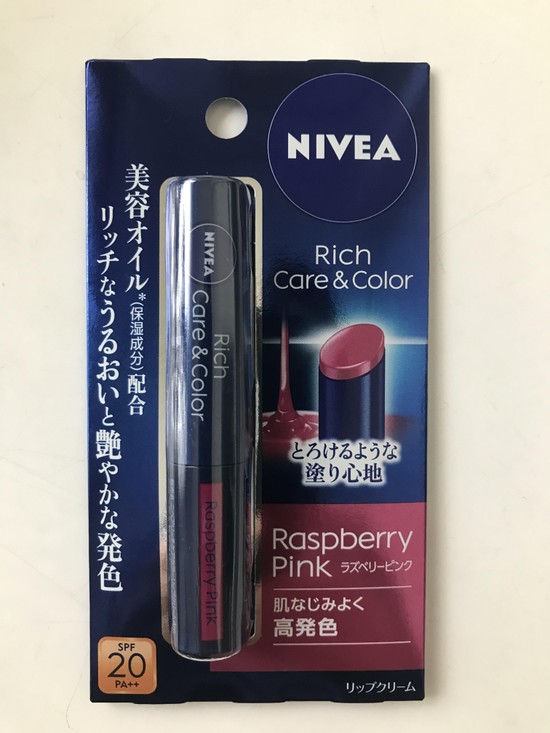 NIVEA
Rich
Care & Color
美容オイル*(保湿成分)配合
リッチなうるおいと艶やかな発色
NIVEA
Rich
Care & Color
Raspberry Pink
とろけるような
塗り心地
Raspberry
Pink ラズベリーピンク
肌なじみよく
高発色
SPF
20
PA++
リップクリーム